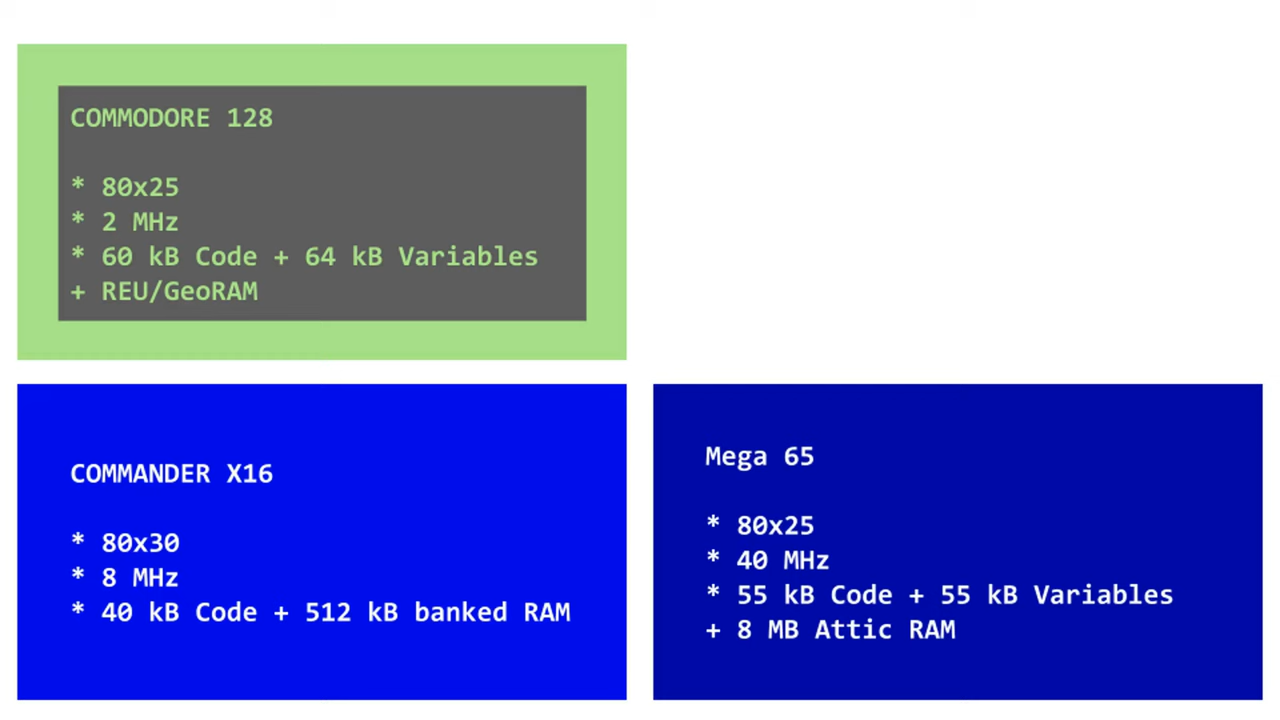 COMMODORE 128
* 80x25
* 2 MHz
* 60 kB Code + 64 kB Variables
+ REU/GeoRAM
COMMANDER X16
* 80x30
* 8 MHz
* 40 kB Code + 512 kB banked RAM
Mega 65
* 80x25
* 40 MHz
* 55 kB Code + 55 kB Variables
+ 8 MB Attic RAM